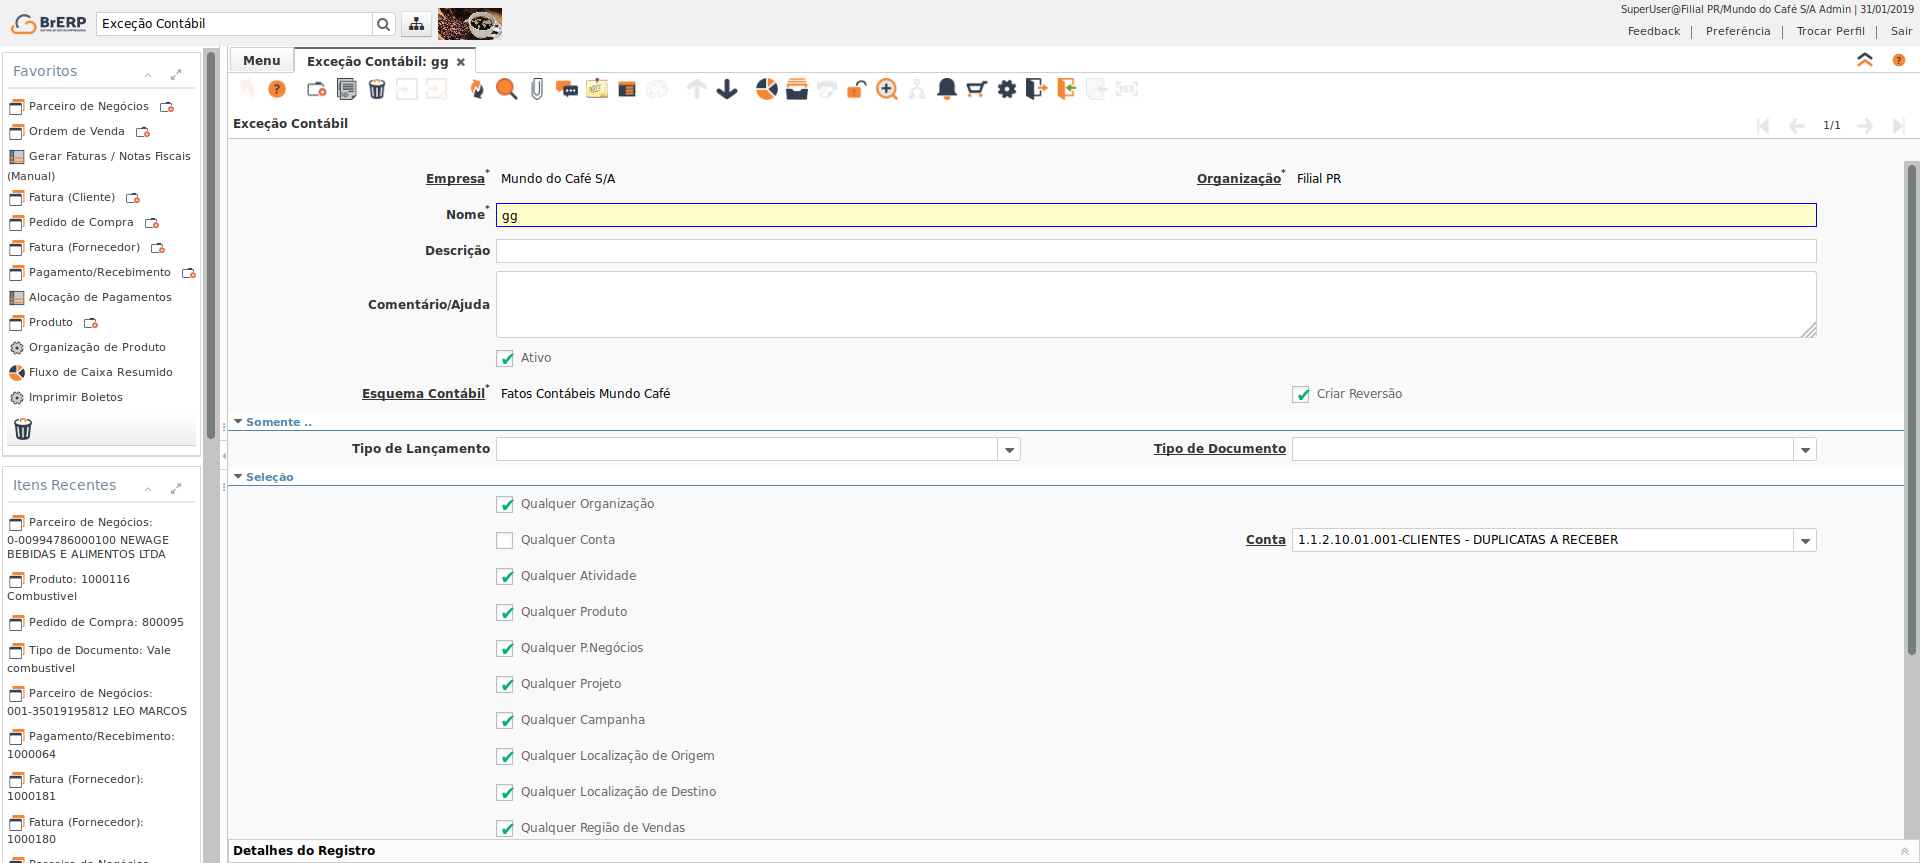 BrERP
Exceção Contábil
SuperUser@Filial PR/Mundo do Café S/A Admin | 31/01/2019
Feedback | Preferência | Trocar Perfil | Sair
Favoritos
Parceiro de Negócios
Ordem de Venda
Gerar Faturas / Notas Fiscais
(Manual)
Fatura (Cliente)
Pedido de Compra
Fatura (Fornecedor)
Pagamento/Recebimento
Alocação de Pagamentos
Produto
Organização de Produto
Fluxo de Caixa Resumido
Imprimir Boletos
Itens Recentes
Parceiro de Negócios:
0-00994786000100 NEWAGE
BEBIDAS E ALIMENTOS LTDA
Produto: 1000116
Combustivel
Pedido de Compra: 800095
Tipo de Documento: Vale
combustivel
Parceiro de Negócios:
001-35019195812 LEO MARCOS
Pagamento/Recebimento:
1000064
Fatura (Fornecedor):
1000181
Fatura (Fornecedor):
1000180
Parceiro de Negócios
Menu
Exceção Contábil: gg
Exceção Contábil
1/1
Empresa* Mundo do Café S/A
Organização* Filial PR
Nome* gg
Descrição
Comentário/Ajuda
Ativo
Esquema Contábil* Fatos Contábeis Mundo Café
Criar Reversão
Somente ..
Tipo de Lançamento
Tipo de Documento
Seleção
Qualquer Organização
Qualquer Conta
Conta 1.1.2.10.01.001-CLIENTES - DUPLICATAS A RECEBER
Qualquer Atividade
Qualquer Produto
Qualquer P.Negócios
Qualquer Projeto
Qualquer Campanha
Qualquer Localização de Origem
Qualquer Localização de Destino
Qualquer Região de Vendas
Detalhes do Registro